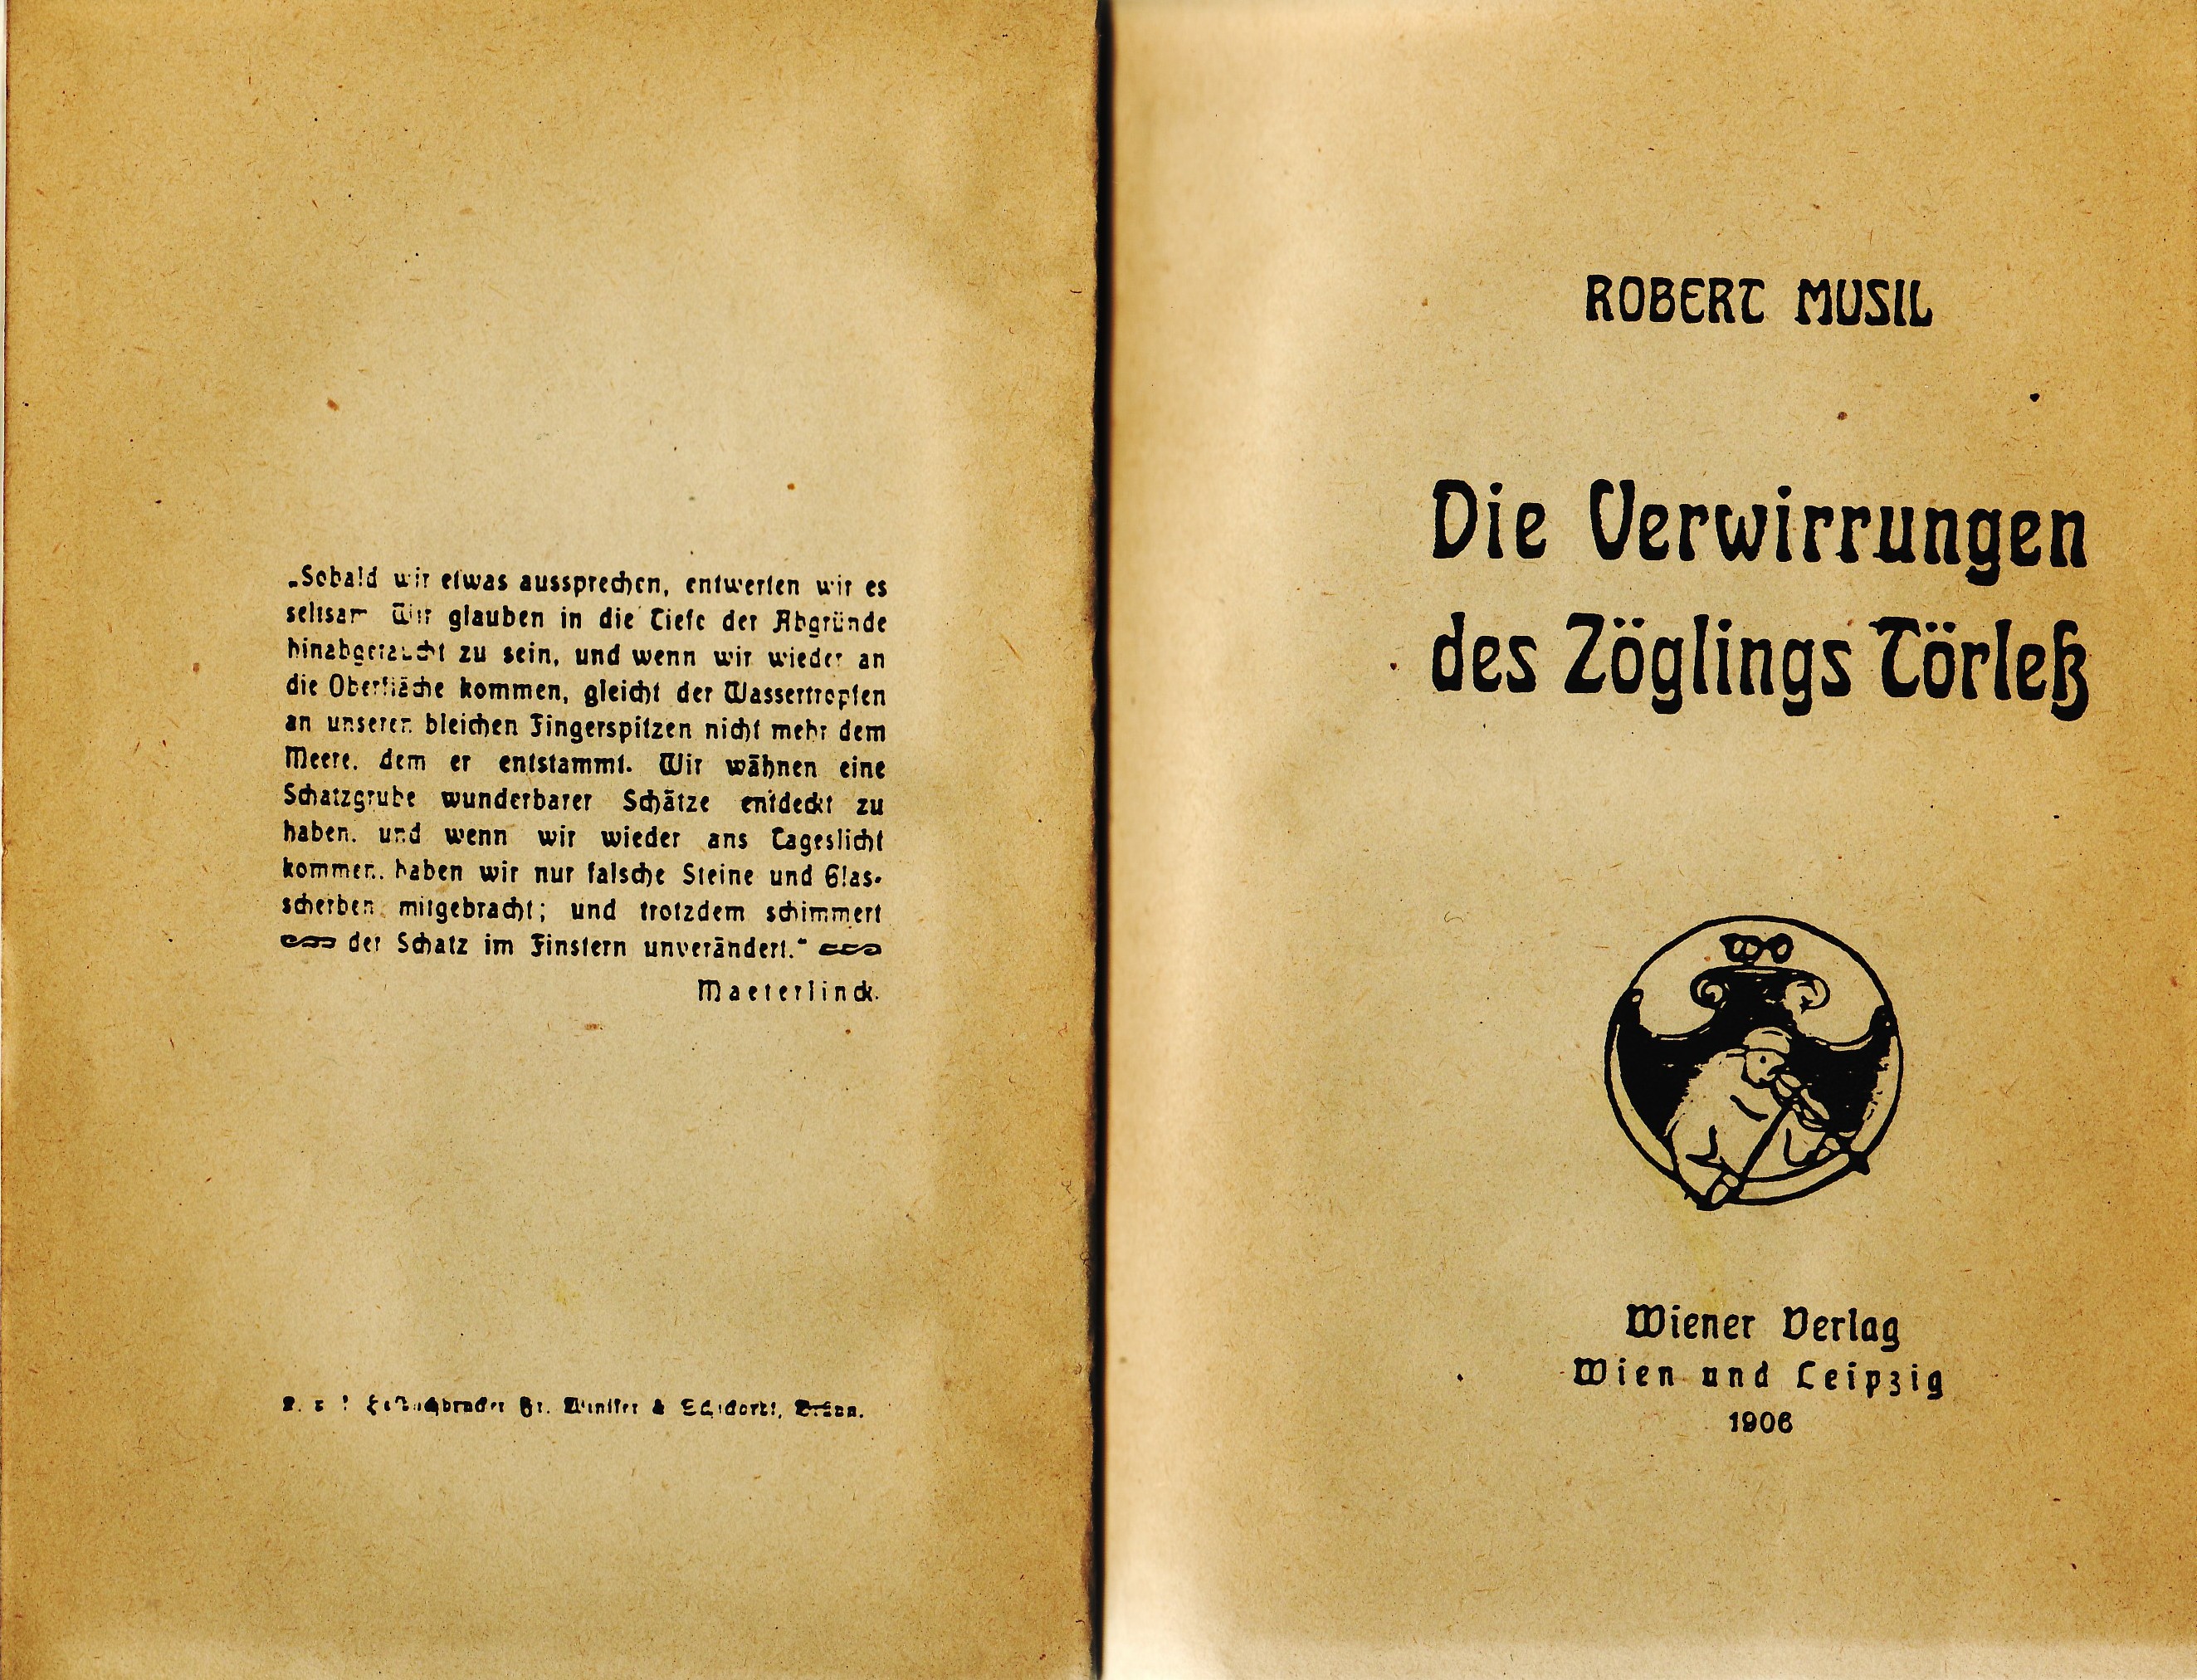 „Sobald wir etwas aussprechen, entwerten wir es
seltsam Wir glauben in die Tiefe der Abgründe
hinabgetaucht zu sein, und wenn wir wieder an
die Oberfläche kommen, gleicht der Wassertropfen
an unseren bleichen Fingerspitzen nicht mehr dem
Meere, dem er entstammt. Wir wähnen eine
Schatzgrube wunderbarer Schätze entdeckt zu
haben, und wenn wir wieder ans Tageslicht
kommen, haben wir nur falsche Steine und Glas-
scherben mitgebracht; und trotzdem schimmert
der Schatz im Finstern unverändert.“
Maeterlinck.
Br. Winiker & Schickardt, Brünn.
ROBERT MUSIL
Die Verwirrungen
des Zöglings Törleß
Wiener Verlag
Wien und Leipzig
1906